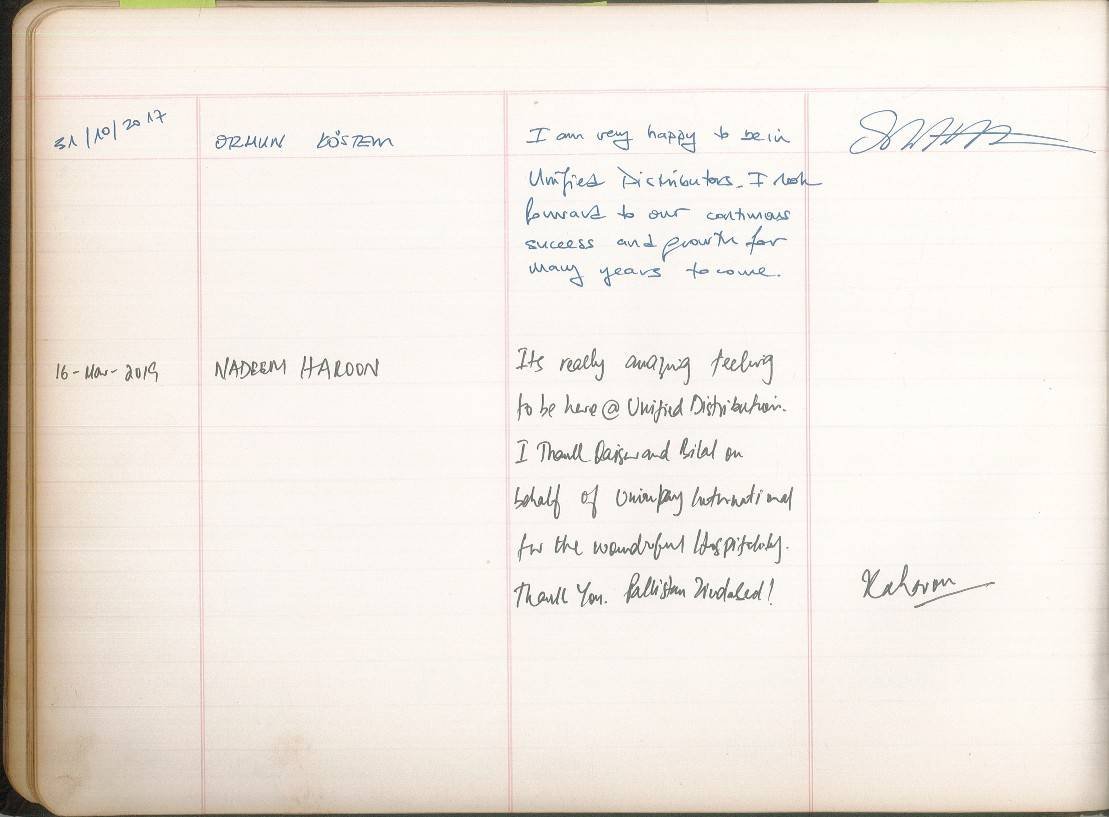 31/10/2017 ORHUN KÖSTEM I am very happy to be in
Unified Distributors. I look
forward to our continuous
success and growth for
many years to come.
16-Mar-2019 NADEEM HAROON Its really amazing feeling
to be here @ Unified Distribution.
I Thank and Bilal on
behalf of Unionpay International
for the wonderful Hospitality.
Thank You. Pakistan Zindabad!